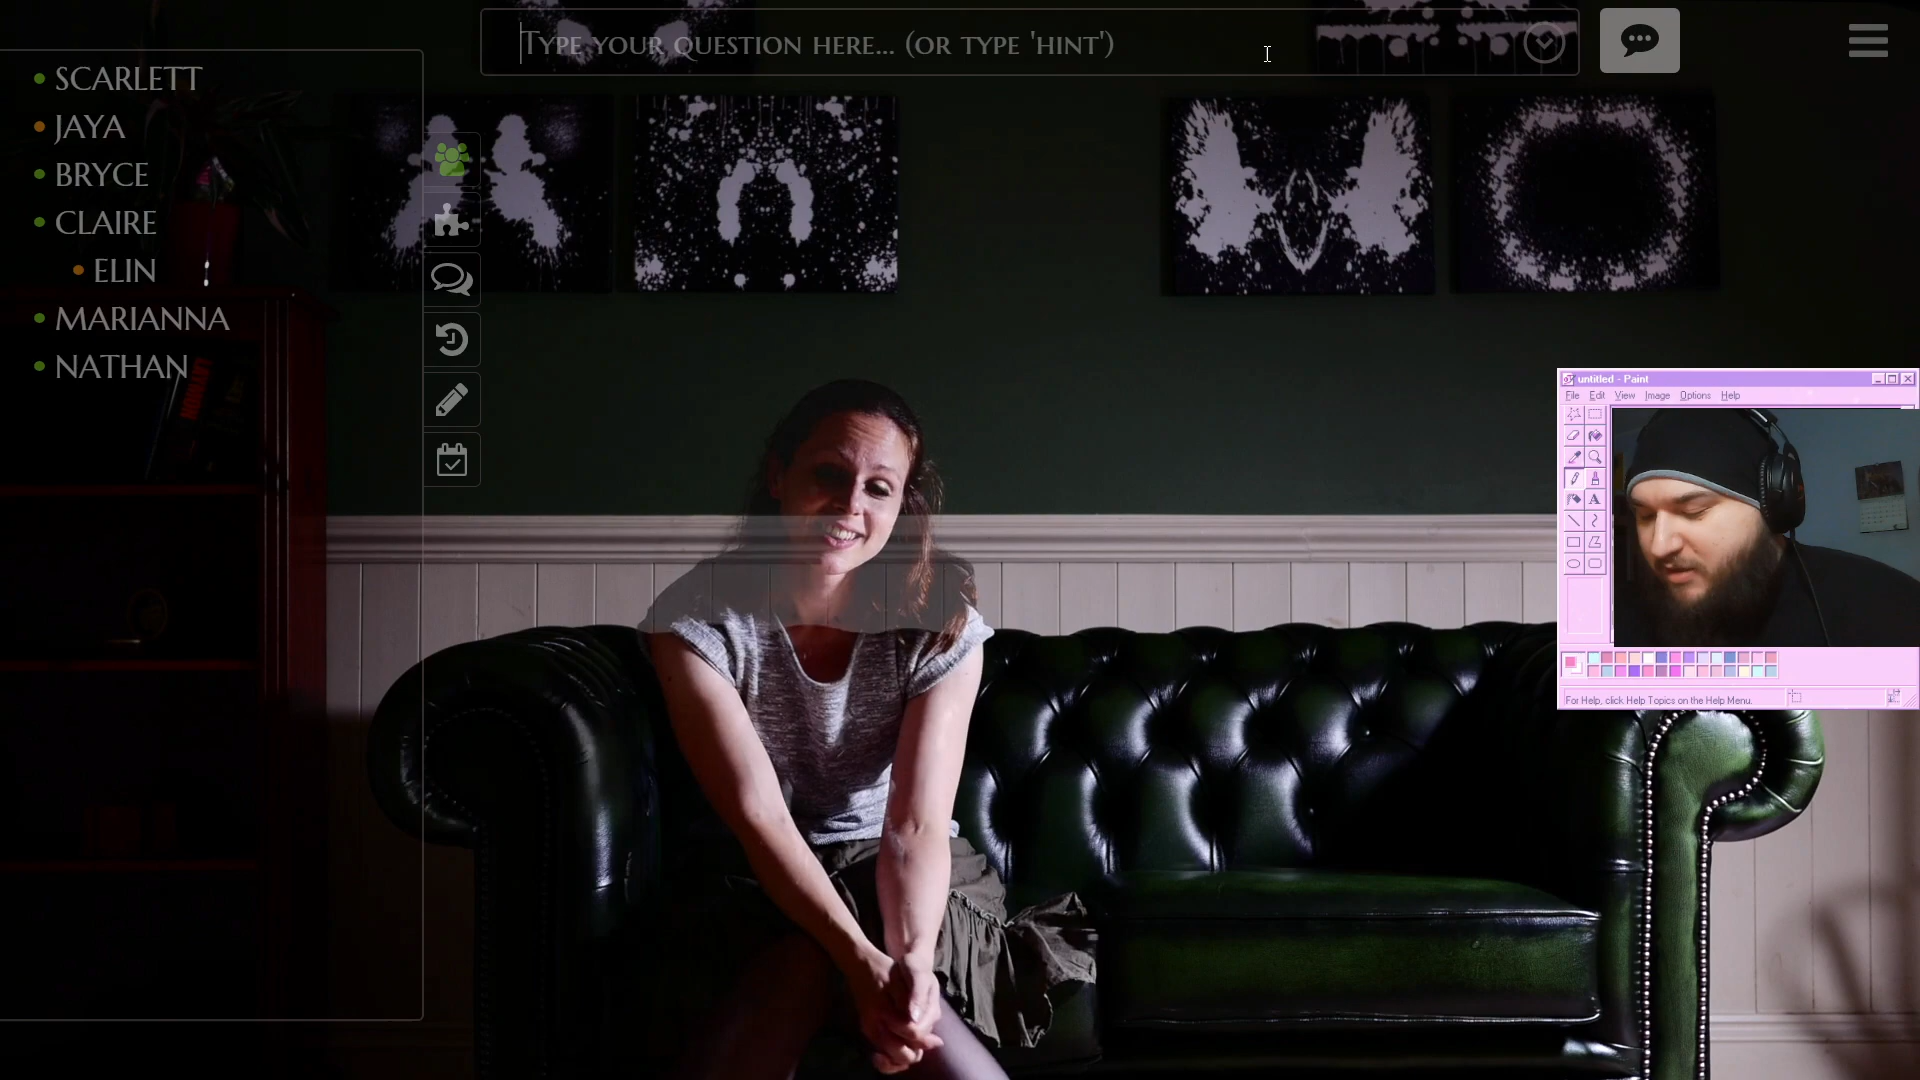 Type your question here... (or type 'hint')
SCARLETT
JAYA
BRYCE
CLAIRE
ELIN
MARIANNA
NATHAN
untitled - Paint
File Edit View Image Options Help
A
For Help, click Help Topics on the Help Menu.